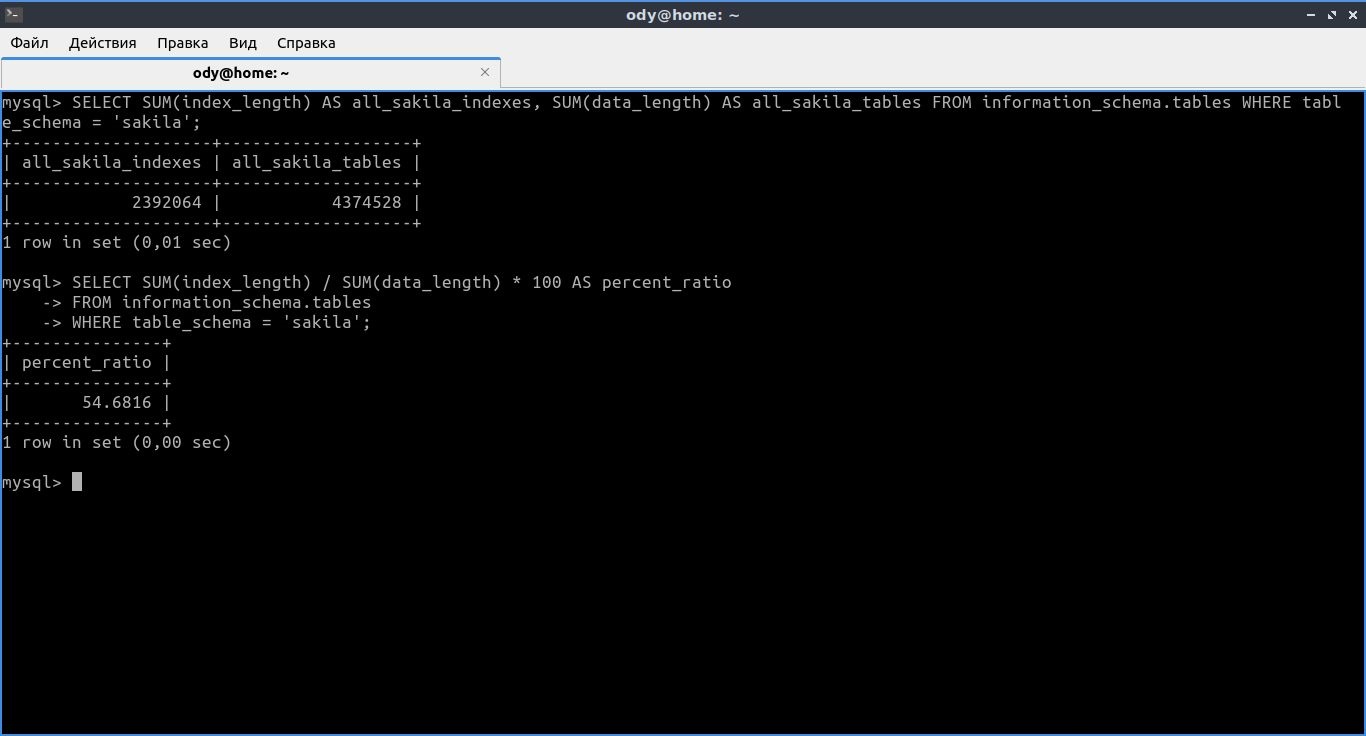 ody@home: ~
Файл Действия Правка Вид Справка
ody@home: ~
mysql> SELECT SUM(index_length) AS all_sakila_indexes, SUM(data_length) AS all_sakila_tables FROM information_schema.tables WHERE tabl
e_schema = 'sakila';
+--------------------+-------------------+
| all_sakila_indexes | all_sakila_tables |
+--------------------+-------------------+
|            2392064 |           4374528 |
+--------------------+-------------------+
1 row in set (0,01 sec)
mysql> SELECT SUM(index_length) / SUM(data_length) * 100 AS percent_ratio
    -> FROM information_schema.tables
    -> WHERE table_schema = 'sakila';
+---------------+
| percent_ratio |
+---------------+
|       54.6816 |
+---------------+
1 row in set (0,00 sec)
mysql>